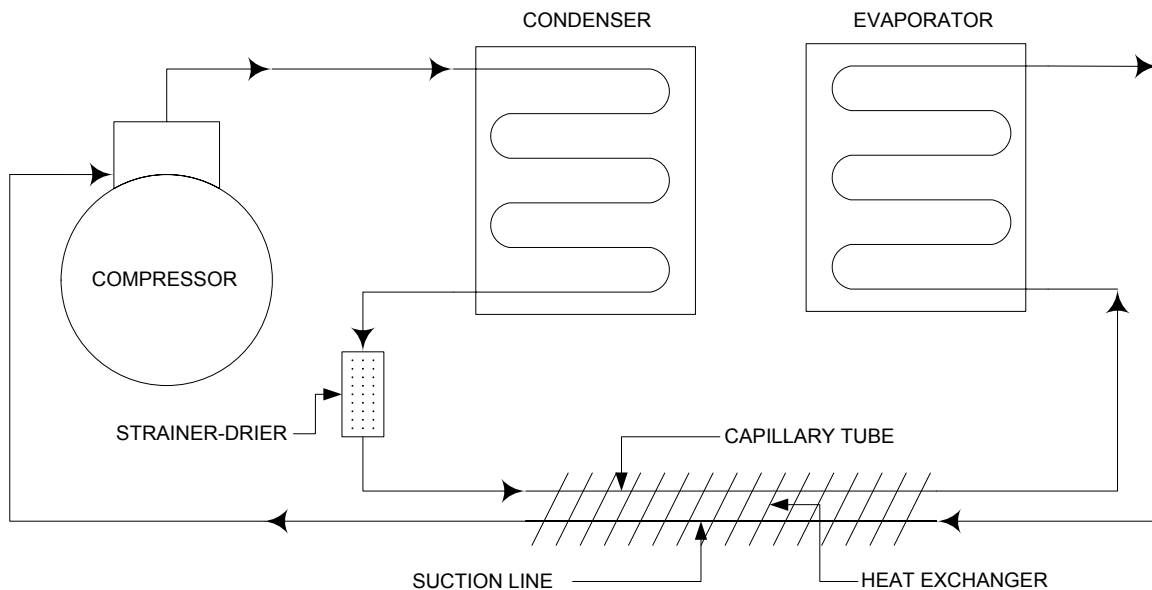 CONDENSER
EVAPORATOR
COMPRESSOR
STRAINER-DRIER
CAPILLARY TUBE
SUCTION LINE
HEAT EXCHANGER